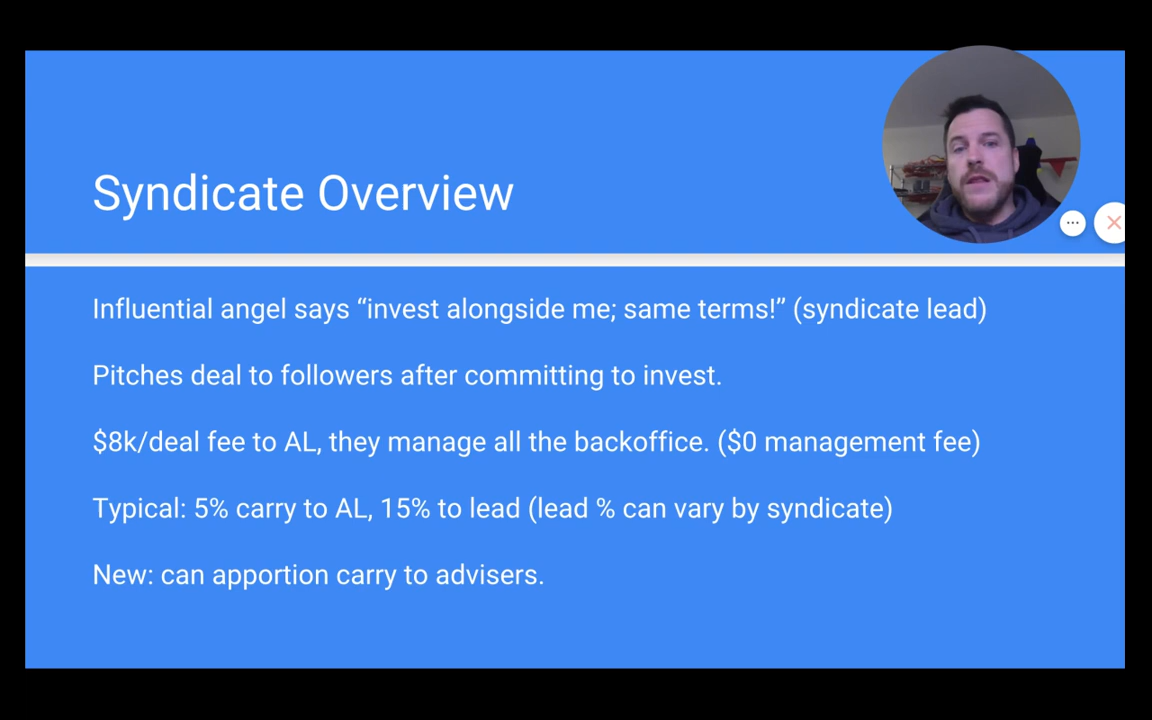 Syndicate Overview
Influential angel says “invest alongside me; same terms!” (syndicate lead)
Pitches deal to followers after committing to invest.
$8k/deal fee to AL, they manage all the backoffice. ($0 management fee)
Typical: 5% carry to AL, 15% to lead (lead % can vary by syndicate)
New: can apportion carry to advisers.